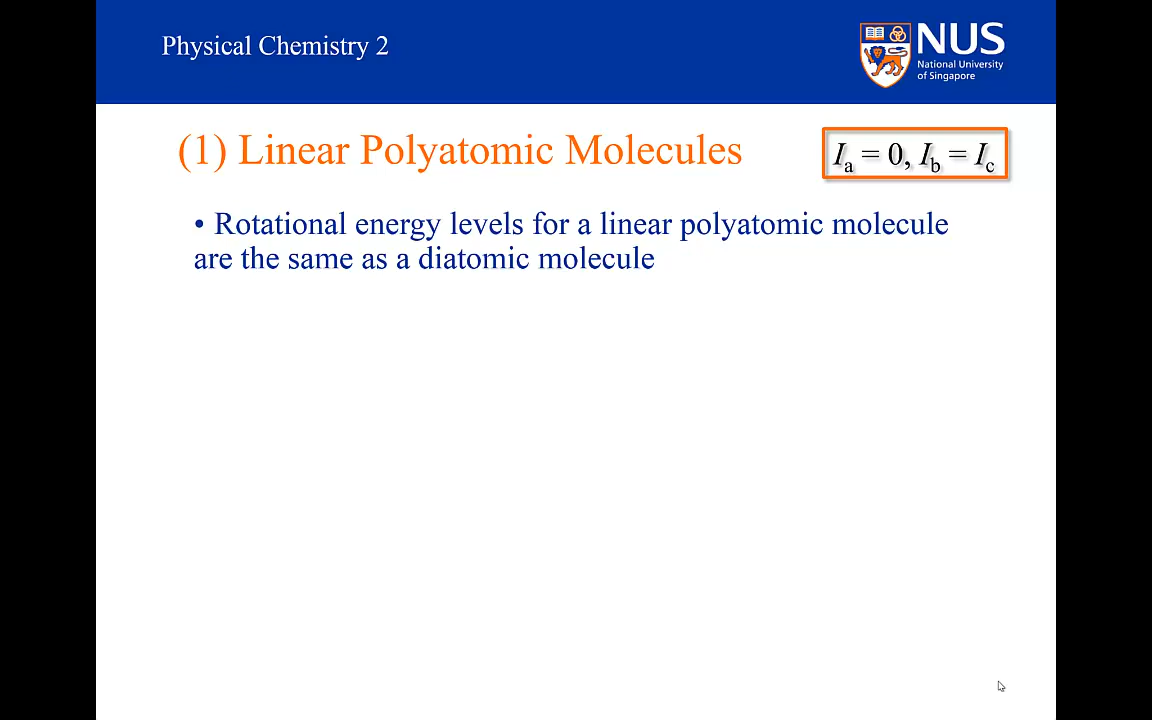 Physical Chemistry 2
NUS
National University
of Singapore
(1) Linear Polyatomic Molecules
Ia = 0, Ib = Ic
• Rotational energy levels for a linear polyatomic molecule
are the same as a diatomic molecule